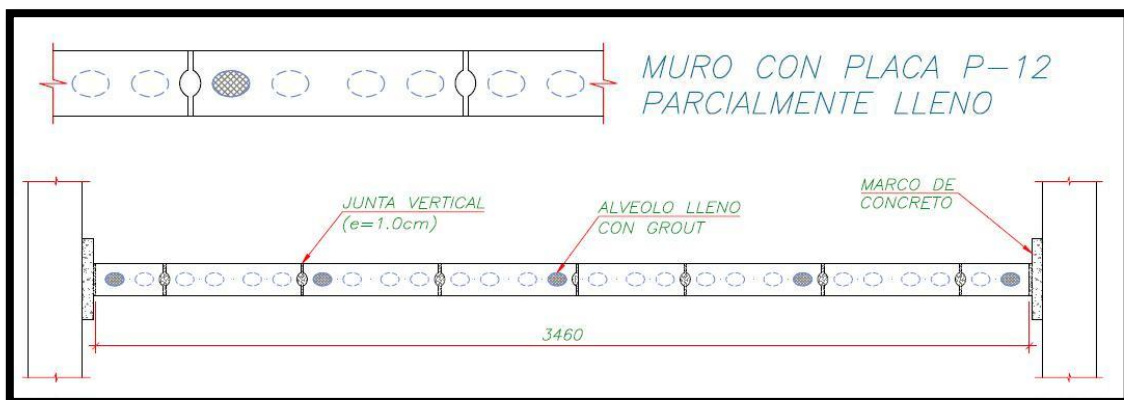 MURO CON PLACA P-12
PARCIALMENTE LLENO
JUNTA VERTICAL
(e=1.0cm)
ALVEOLO LLENO
CON GROUT
MARCO DE
CONCRETO
3460